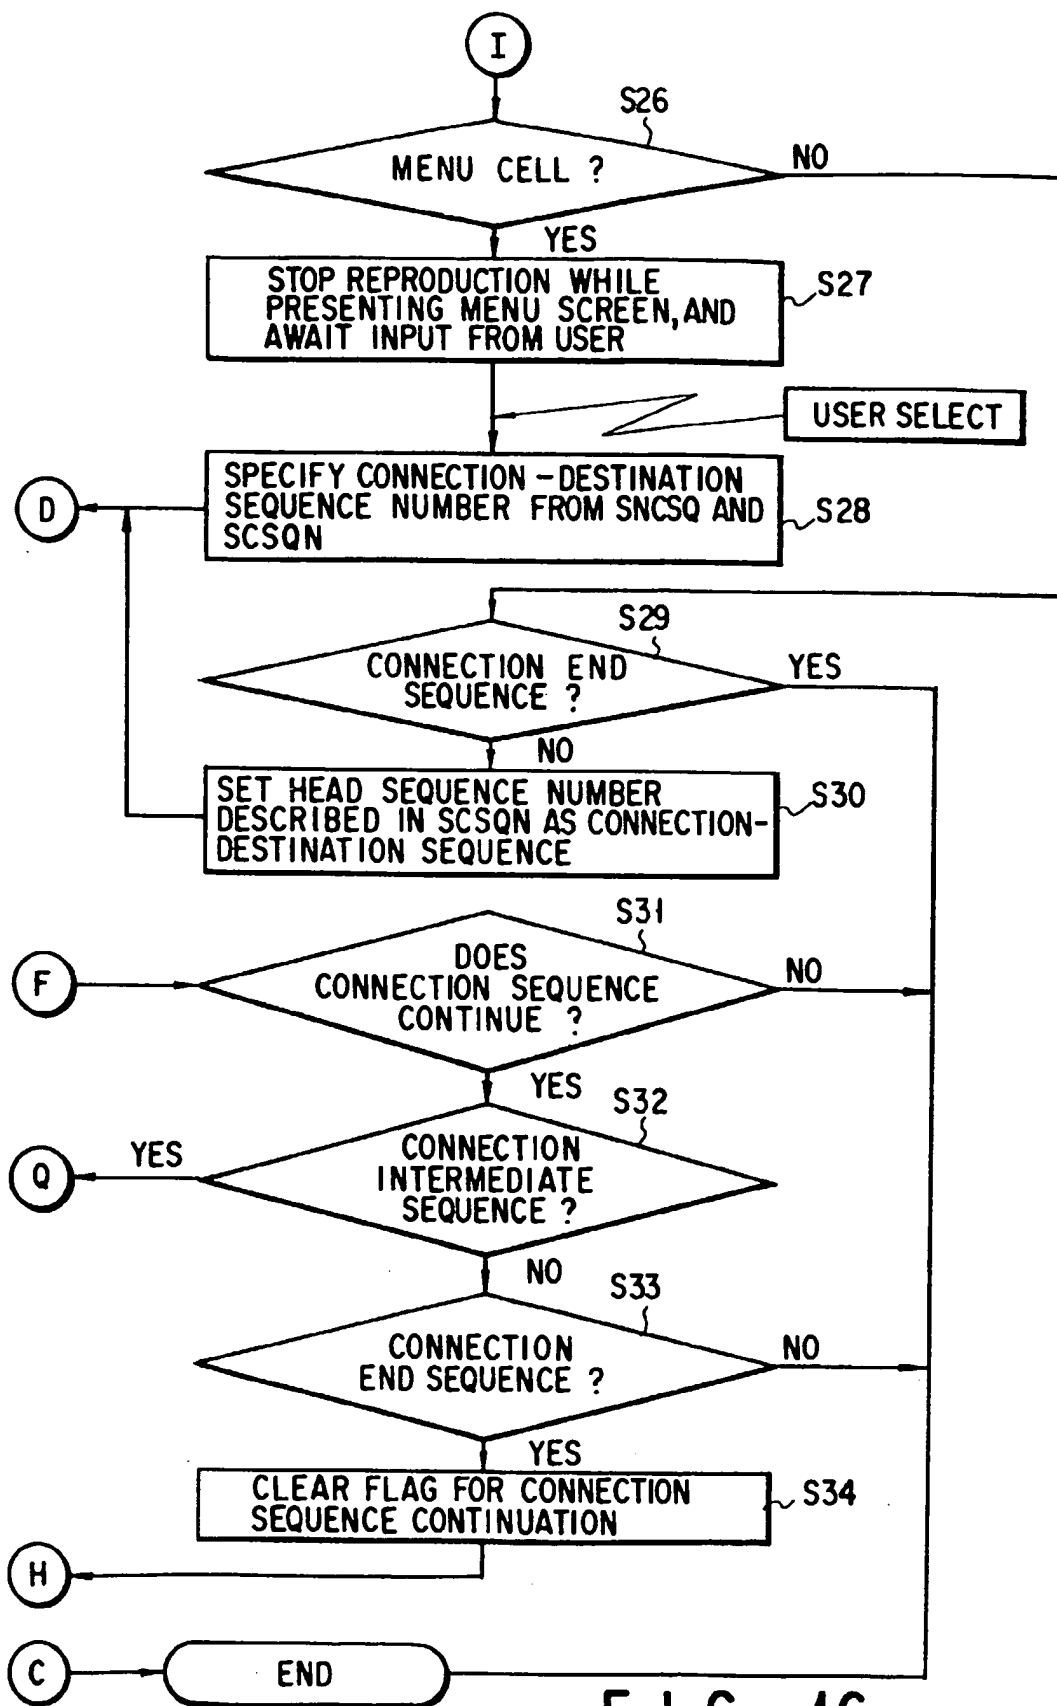 I
S26
MENU CELL ?
NO
YES
STOP REPRODUCTION WHILE
PRESENTING MENU SCREEN, AND
AWAIT INPUT FROM USER
S27
USER SELECT
SPECIFY CONNECTION-DESTINATION
SEQUENCE NUMBER FROM SNCSQ AND
SCSQN
S28
D
S29
CONNECTION END
SEQUENCE ?
YES
NO
SET HEAD SEQUENCE NUMBER
DESCRIBED IN SCSQN AS CONNECTION-
DESTINATION SEQUENCE
S30
S31
F
DOES
CONNECTION SEQUENCE
CONTINUE ?
NO
YES
S32
Q
YES
CONNECTION
INTERMEDIATE
SEQUENCE ?
NO
S33
CONNECTION
END SEQUENCE ?
NO
YES
CLEAR FLAG FOR CONNECTION
SEQUENCE CONTINUATION
S34
H
C
END